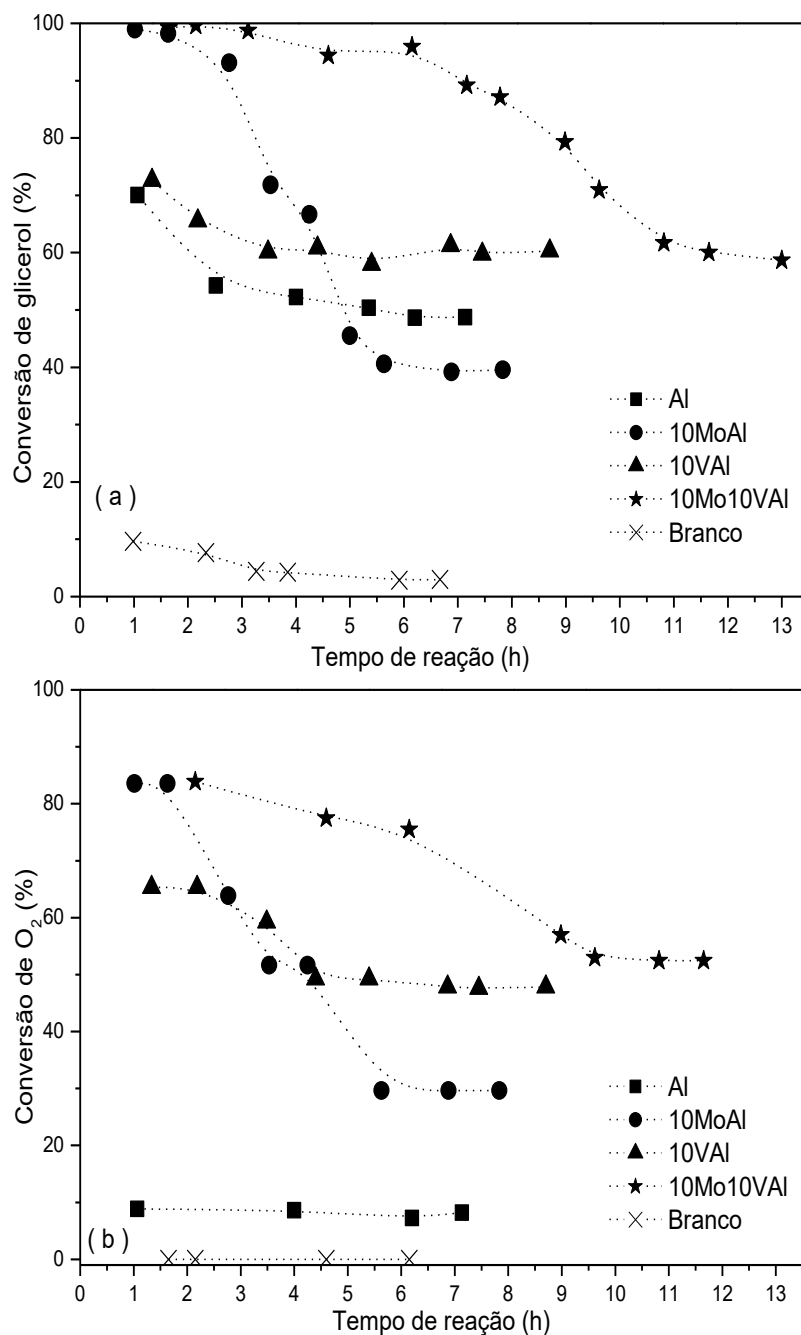 100
80
60
40
20
0
Conversão de glicerol (%)
( a )
Al
10MoAl
10VAl
10Mo10VAl
Branco
0 1 2 3 4 5 6 7 8 9 10 11 12 13
Tempo de reação (h)
100
80
60
40
20
0
Conversão de O₂ (%)
( b )
Al
10MoAl
10VAl
10Mo10VAl
Branco
0 1 2 3 4 5 6 7 8 9 10 11 12 13
Tempo de reação (h)